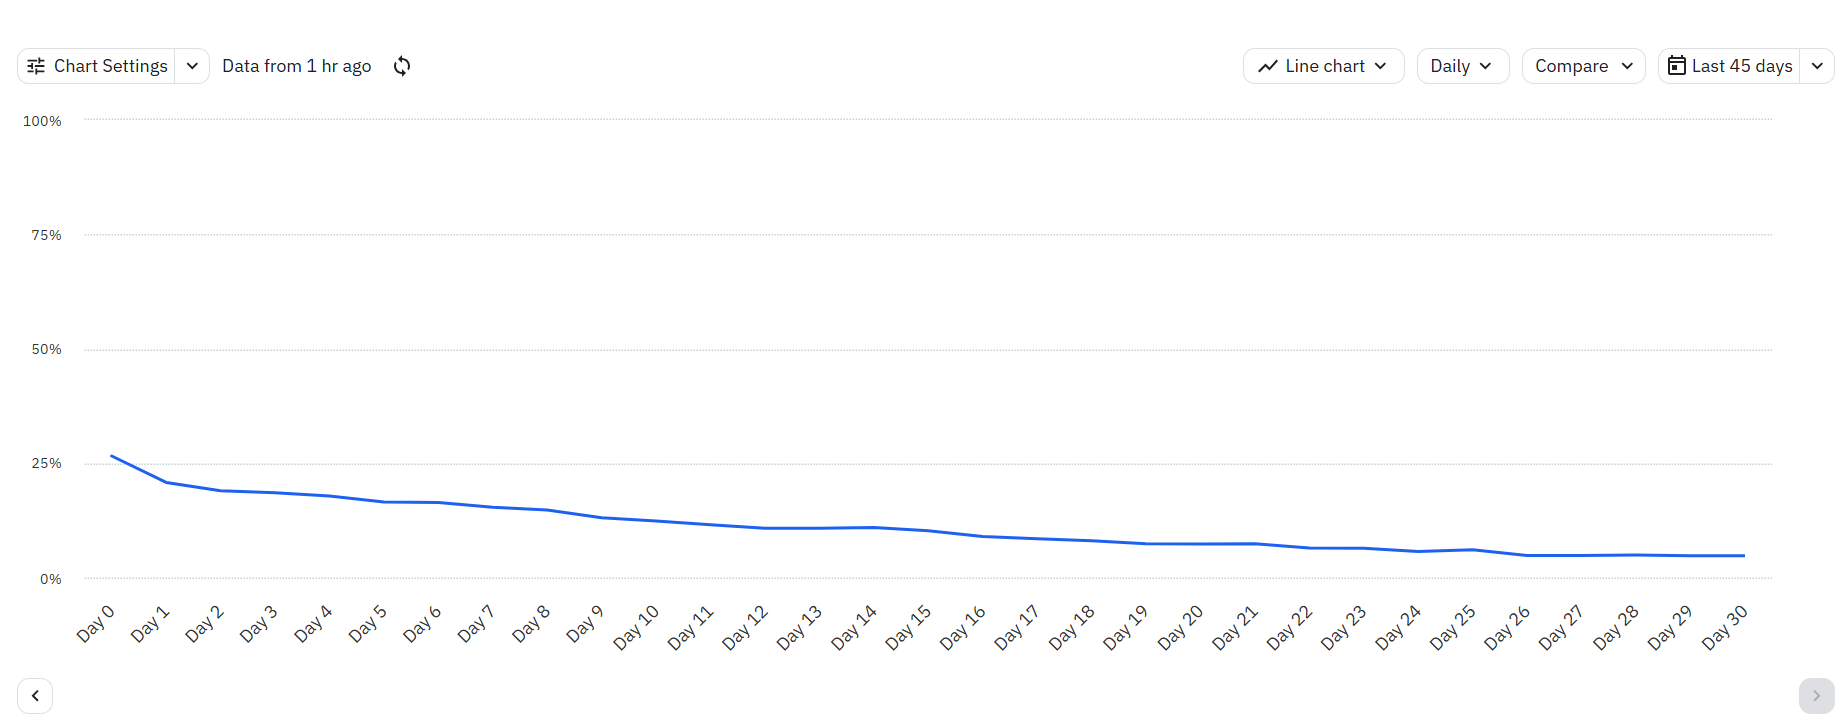 Chart Settings Data from 1 hr ago Line chart Daily Compare Last 45 days
100%
75%
50%
25%
0%
Day 0 Day 1 Day 2 Day 3 Day 4 Day 5 Day 6 Day 7 Day 8 Day 9 Day 10 Day 11 Day 12 Day 13 Day 14 Day 15 Day 16 Day 17 Day 18 Day 19 Day 20 Day 21 Day 22 Day 23 Day 24 Day 25 Day 26 Day 27 Day 28 Day 29 Day 30